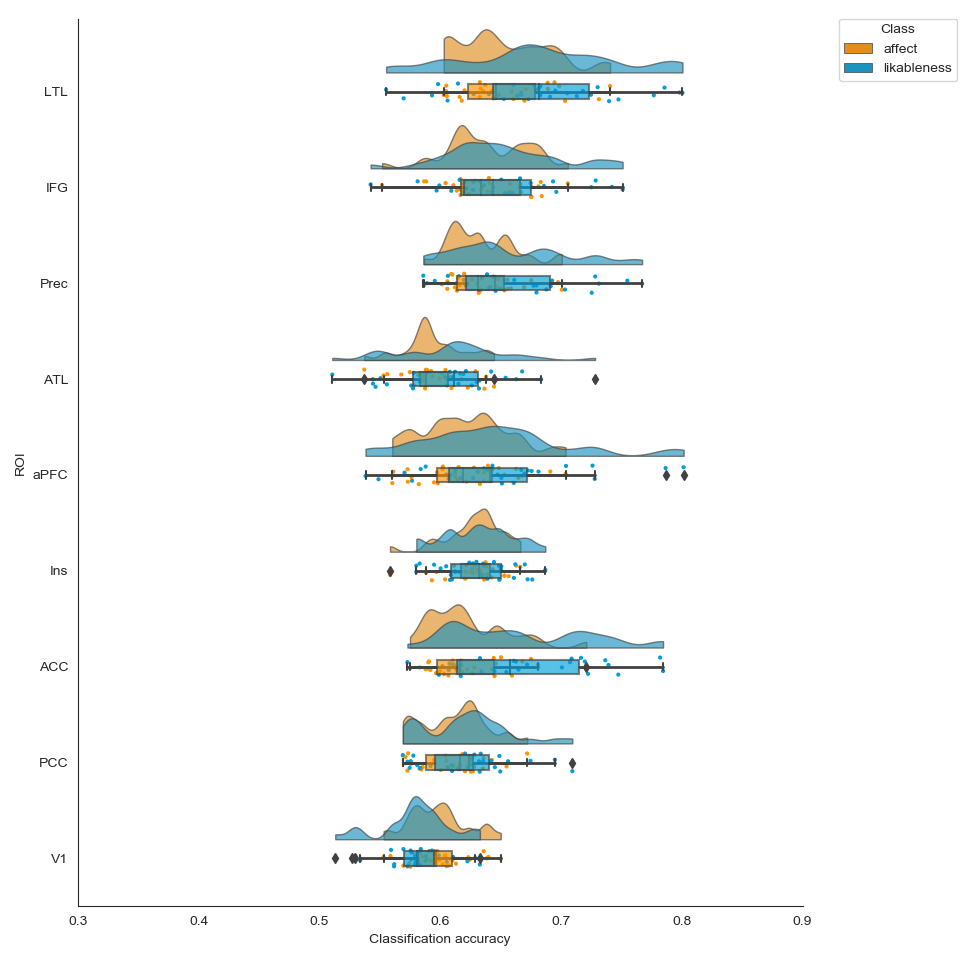 Class
affect
likableness
ROI
LTL
IFG
Prec
ATL
aPFC
Ins
ACC
PCC
V1
0.3 0.4 0.5 0.6 0.7 0.8 0.9
Classification accuracy